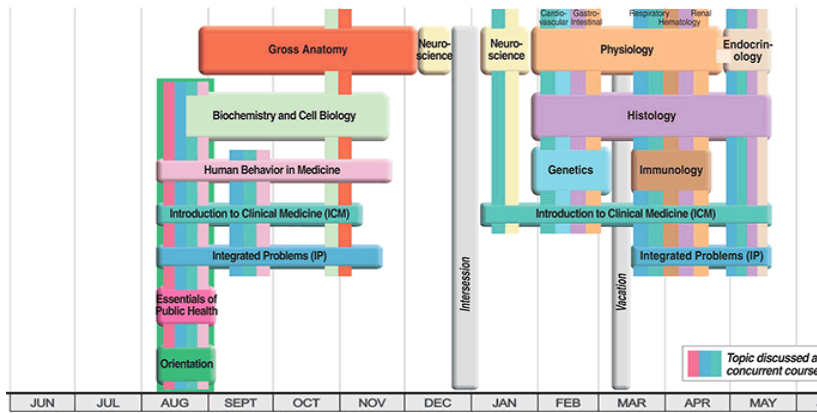 Cardio-
vascular
Gastro-
Intestinal
Respiratory
Hematology
Renal
Gross Anatomy
Neuro-
science
Neuro-
science
Physiology
Endocrin-
ology
Biochemistry and Cell Biology
Histology
Human Behavior in Medicine
Genetics
Immunology
Introduction to Clinical Medicine (ICM)
Introduction to Clinical Medicine (ICM)
Integrated Problems (IP)
Integrated Problems (IP)
Intersession
Vacation
Essentials of
Public Health
Orientation
Topic discussed a
concurrent course
JUN
JUL
AUG
SEPT
OCT
NOV
DEC
JAN
FEB
MAR
APR
MAY